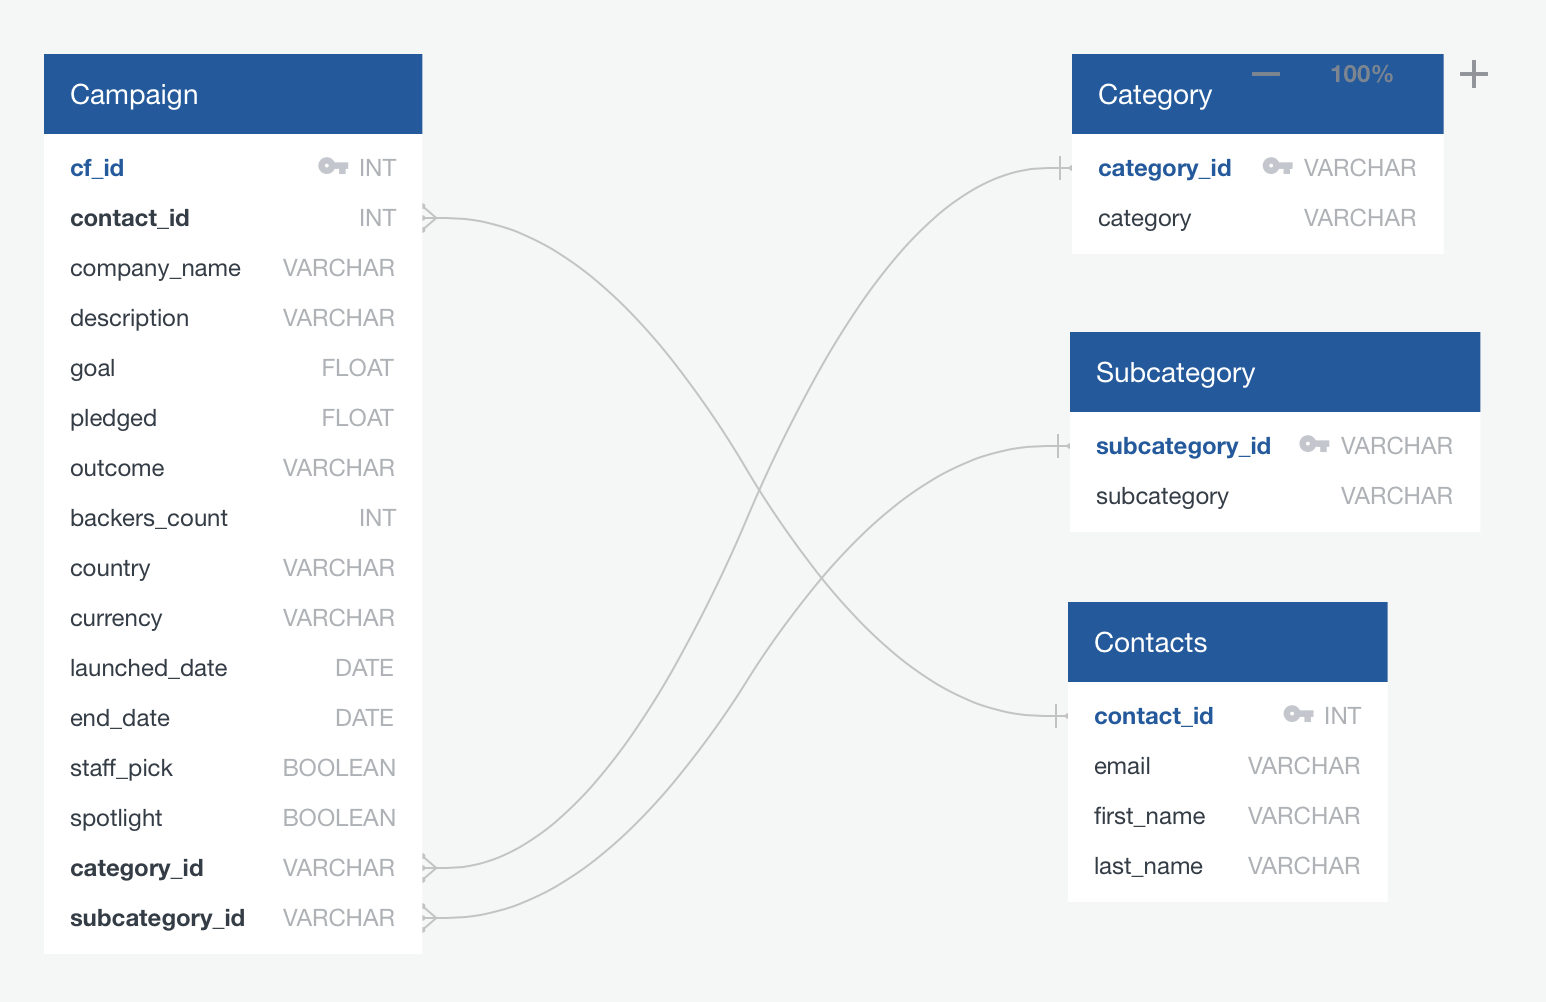 Campaign
cf_id INT
contact_id INT
company_name VARCHAR
description VARCHAR
goal FLOAT
pledged FLOAT
outcome VARCHAR
backers_count INT
country VARCHAR
currency VARCHAR
launched_date DATE
end_date DATE
staff_pick BOOLEAN
spotlight BOOLEAN
category_id VARCHAR
subcategory_id VARCHAR
100%
Category
category_id VARCHAR
category VARCHAR
Subcategory
subcategory_id VARCHAR
subcategory VARCHAR
Contacts
contact_id INT
email VARCHAR
first_name VARCHAR
last_name VARCHAR